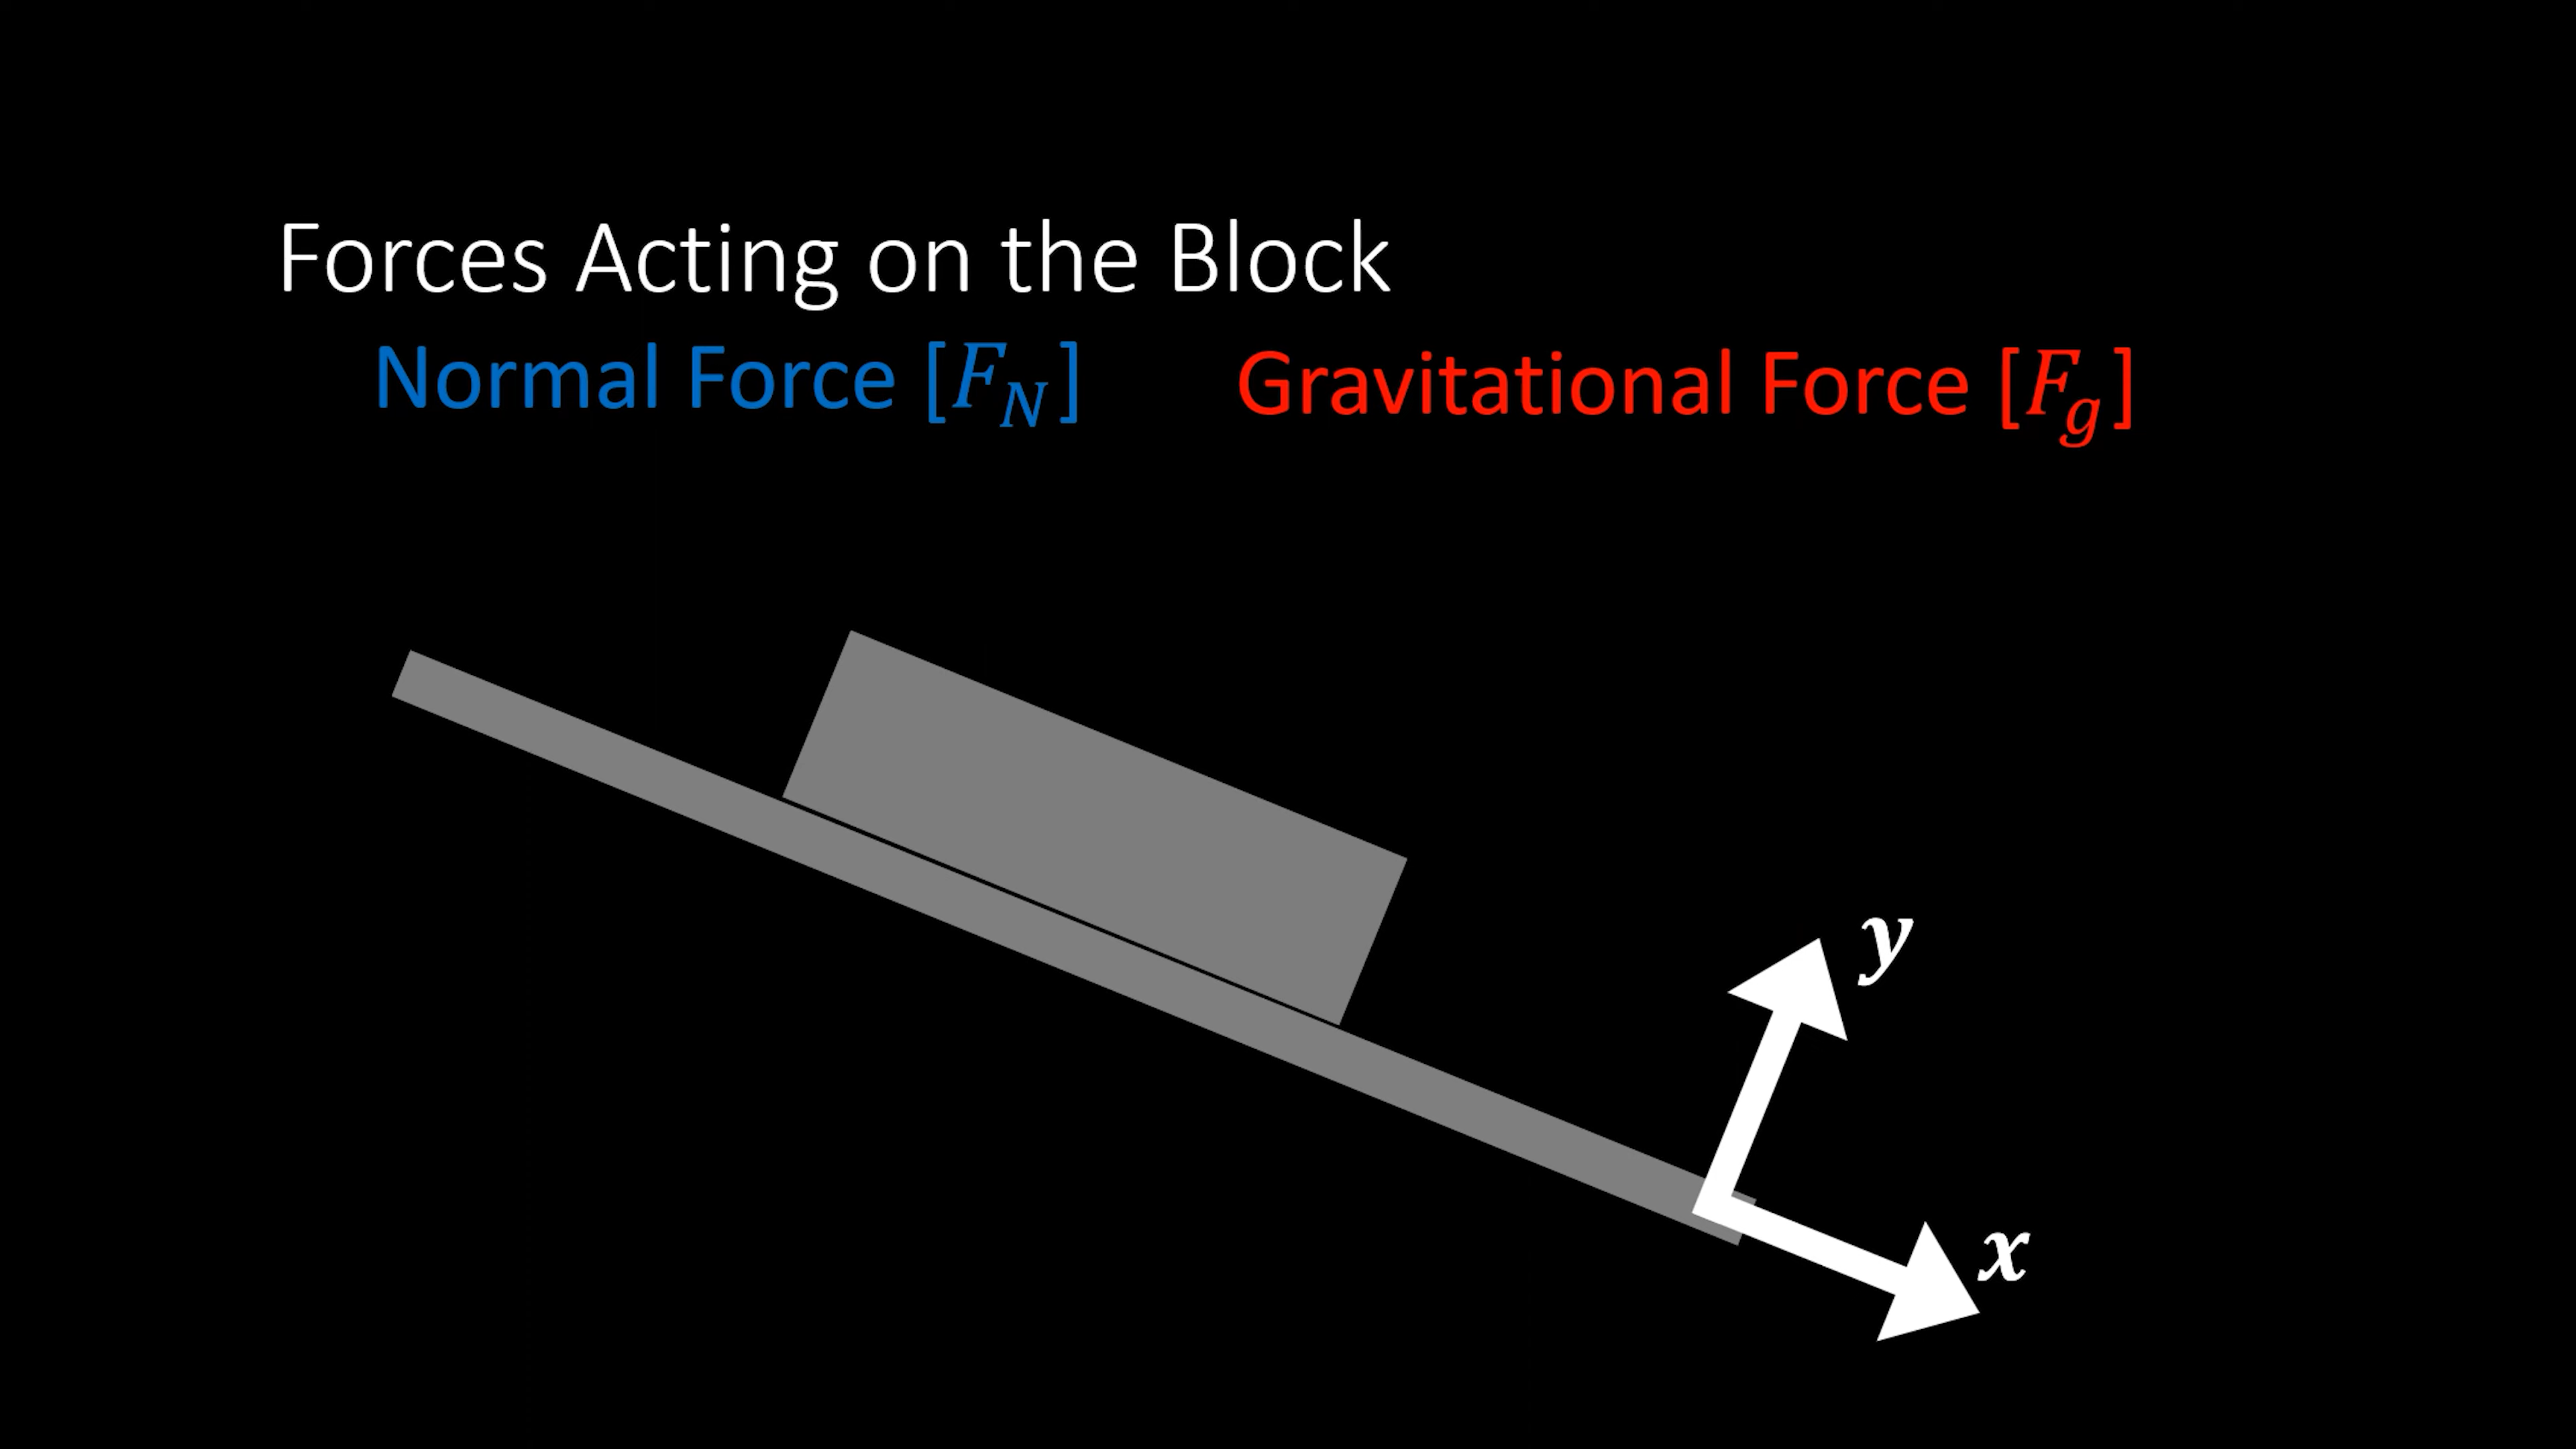 Forces Acting on the Block
Normal Force [F_N] Gravitational Force [F_g]
y
x